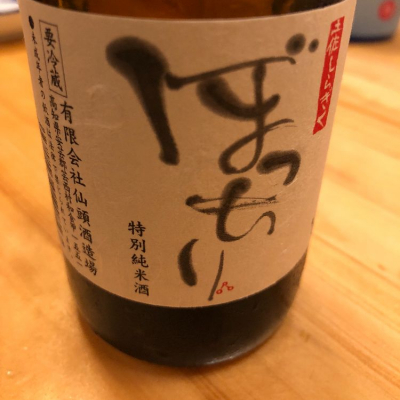 土佐しらぎく
ぼっちり
特別純米酒
要冷蔵
有限会社仙頭酒造場